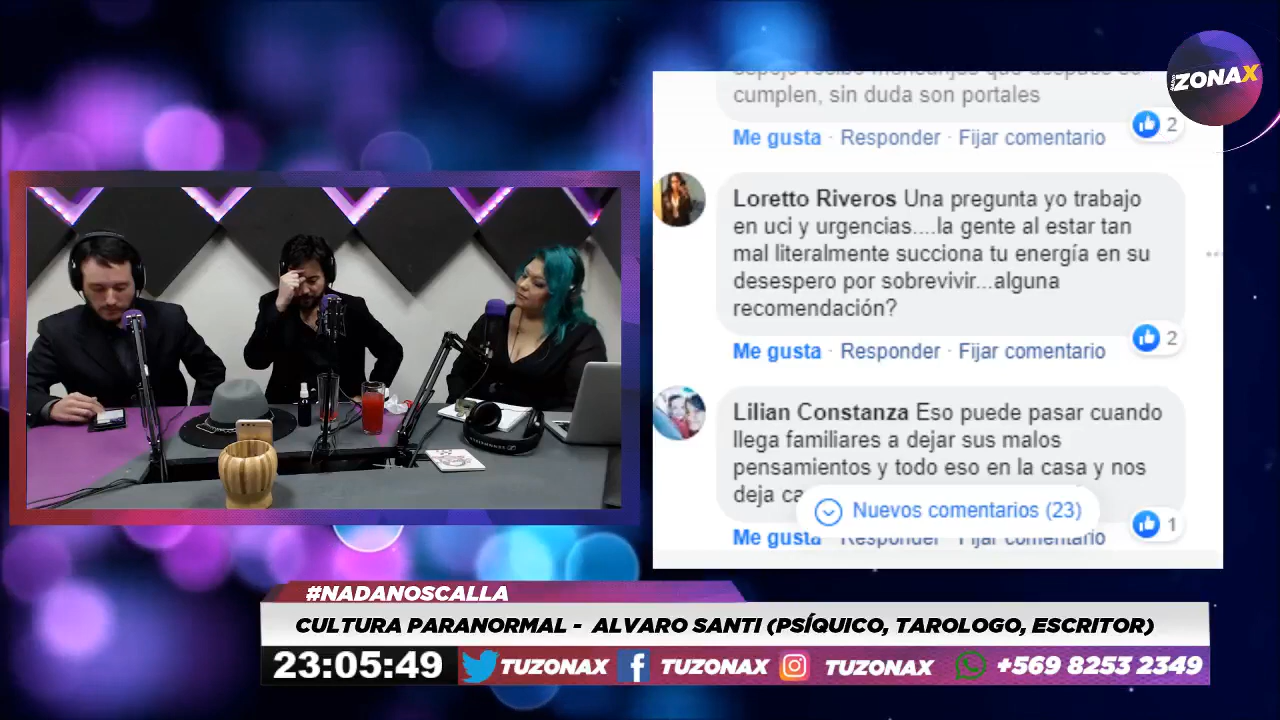 ZONAX
cumplen, sin duda son portales
Me gusta · Responder · Fijar comentario
2
Loretto Riveros Una pregunta yo trabajo
en uci y urgencias....la gente al estar tan
mal literalmente succiona tu energía en su
desespero por sobrevivir...alguna
recomendación?
2
Me gusta · Responder · Fijar comentario
Lilian Constanza Eso puede pasar cuando
llega familiares a dejar sus malos
pensamientos y todo eso en la casa y nos
deja ca
Nuevos comentarios (23)
1
Me gusta · Responder · Fijar comentario
#NADANOSCALLA
CULTURA PARANORMAL - ALVARO SANTI (PSÍQUICO, TAROLOGO, ESCRITOR)
23:05:49 TUZONAX TUZONAX TUZONAX +569 8253 2349